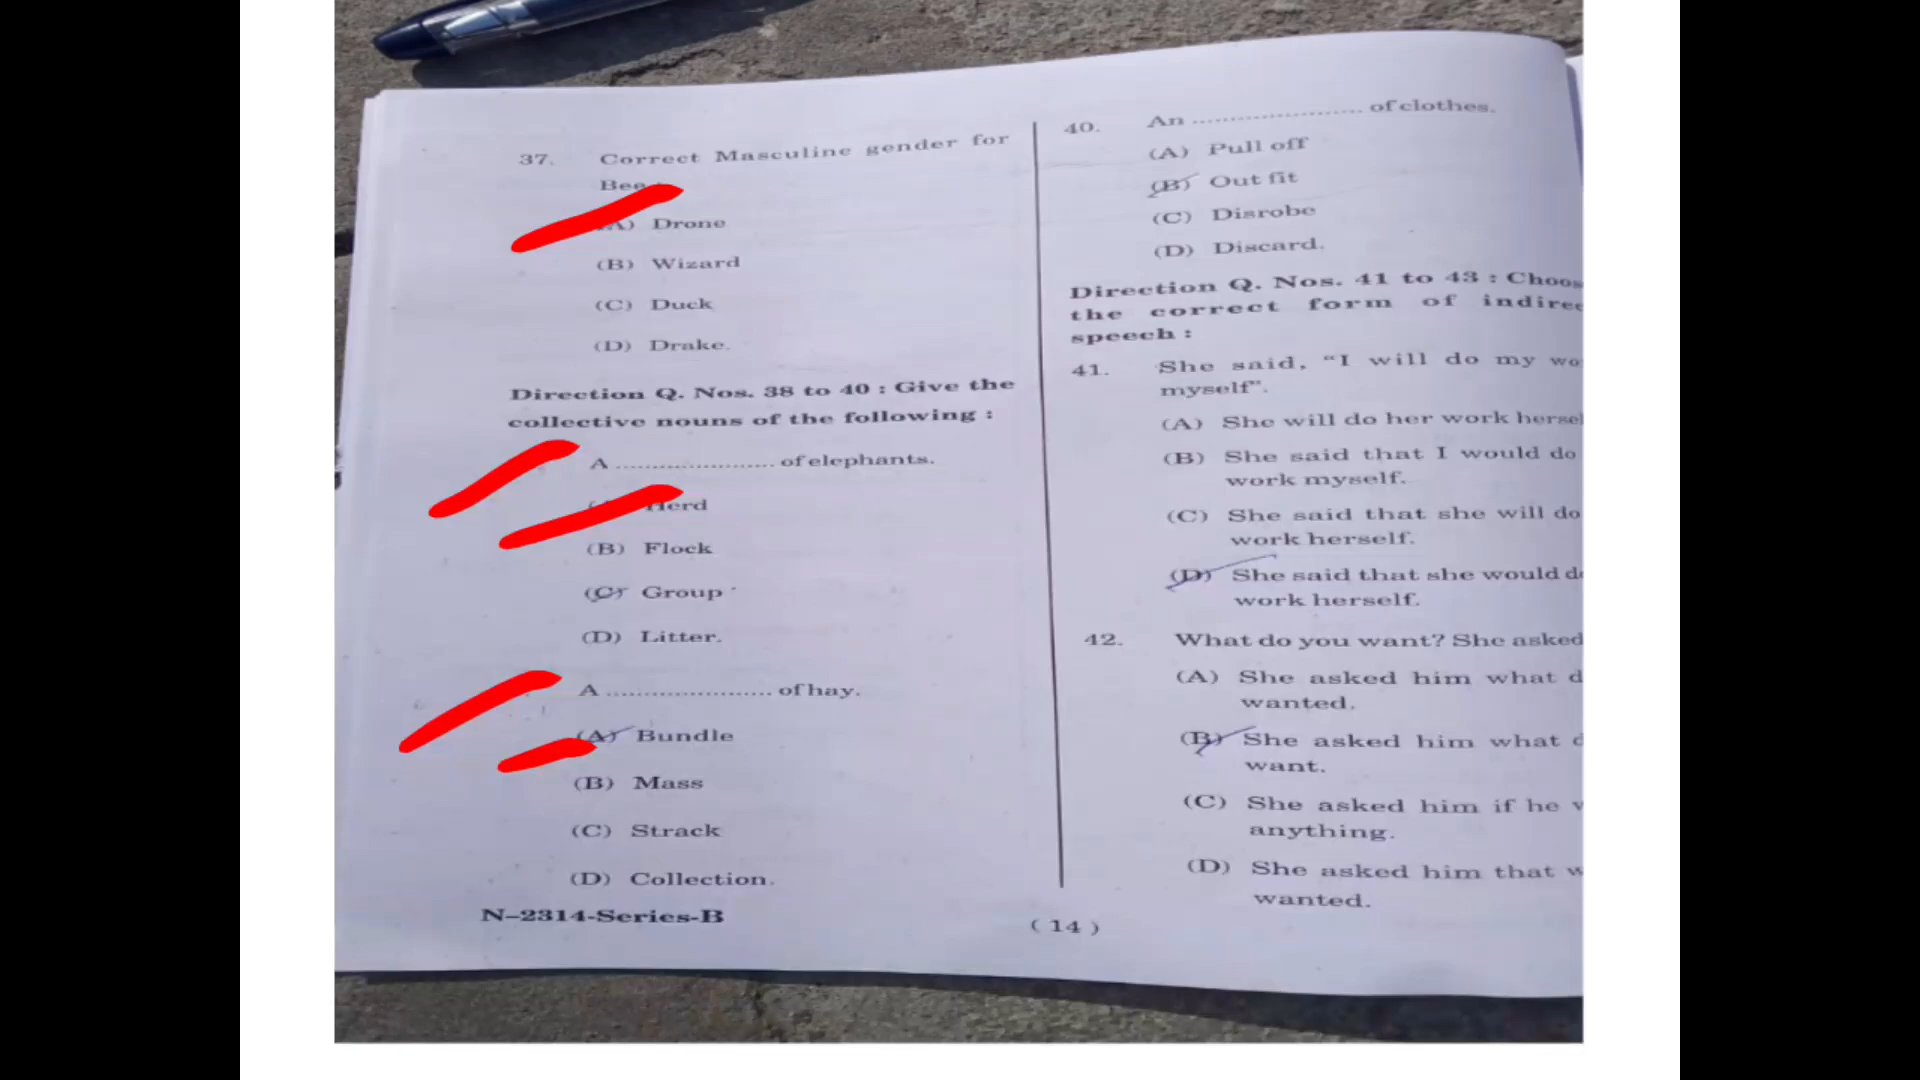 37. Correct Masculine gender for
Bee
(A) Drone
(B) Wizard
(C) Duck
(D) Drake.
Direction Q. Nos. 38 to 40 : Give the
collective nouns of the following :
A ..................... of elephants.
Herd
(B) Flock
(C) Group
(D) Litter.
A ..................... of hay.
(A) Bundle
(B) Mass
(C) Strack
(D) Collection.
N–2314-Series-B
40. An ..................... of clothes.
(A) Pull off
(B) Out fit
(C) Disrobe
(D) Discard.
Direction Q. Nos. 41 to 43 : Choos
the correct form of indirec
speech :
41. She said, “I will do my wo
myself”.
(A) She will do her work hersel
(B) She said that I would do
work myself.
(C) She said that she will do
work herself.
(D) She said that she would d
work herself.
42. What do you want? She asked
(A) She asked him what d
wanted.
(B) She asked him what d
want.
(C) She asked him if he w
anything.
(D) She asked him that w
wanted.
( 14 )